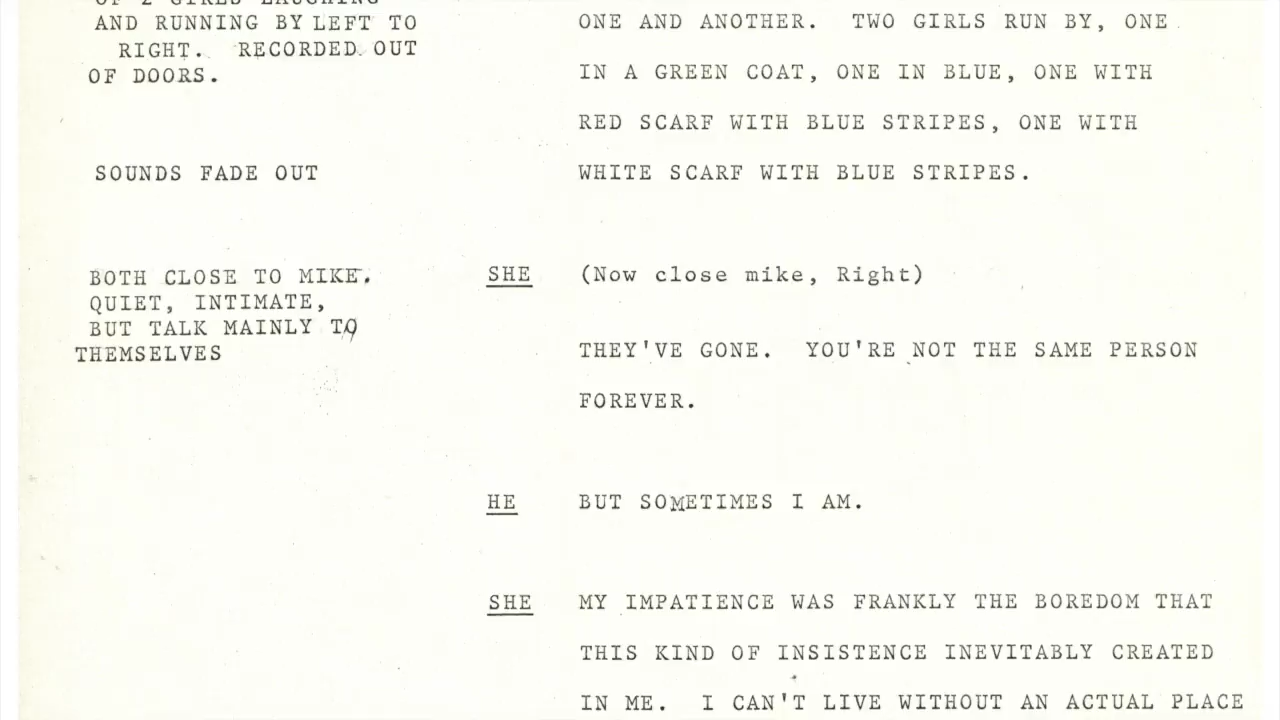 OF 2 GIRLS LAUGHING
AND RUNNING BY LEFT TO
RIGHT. RECORDED OUT
OF DOORS.
SOUNDS FADE OUT
ONE AND ANOTHER. TWO GIRLS RUN BY, ONE
IN A GREEN COAT, ONE IN BLUE, ONE WITH
RED SCARF WITH BLUE STRIPES, ONE WITH
WHITE SCARF WITH BLUE STRIPES.
BOTH CLOSE TO MIKE.
QUIET, INTIMATE,
BUT TALK MAINLY TO
THEMSELVES
SHE (Now close mike, Right)
THEY'VE GONE. YOU'RE NOT THE SAME PERSON
FOREVER.
HE BUT SOMETIMES I AM.
SHE MY IMPATIENCE WAS FRANKLY THE BOREDOM THAT
THIS KIND OF INSISTENCE INEVITABLY CREATED
IN ME. I CAN'T LIVE WITHOUT AN ACTUAL PLACE